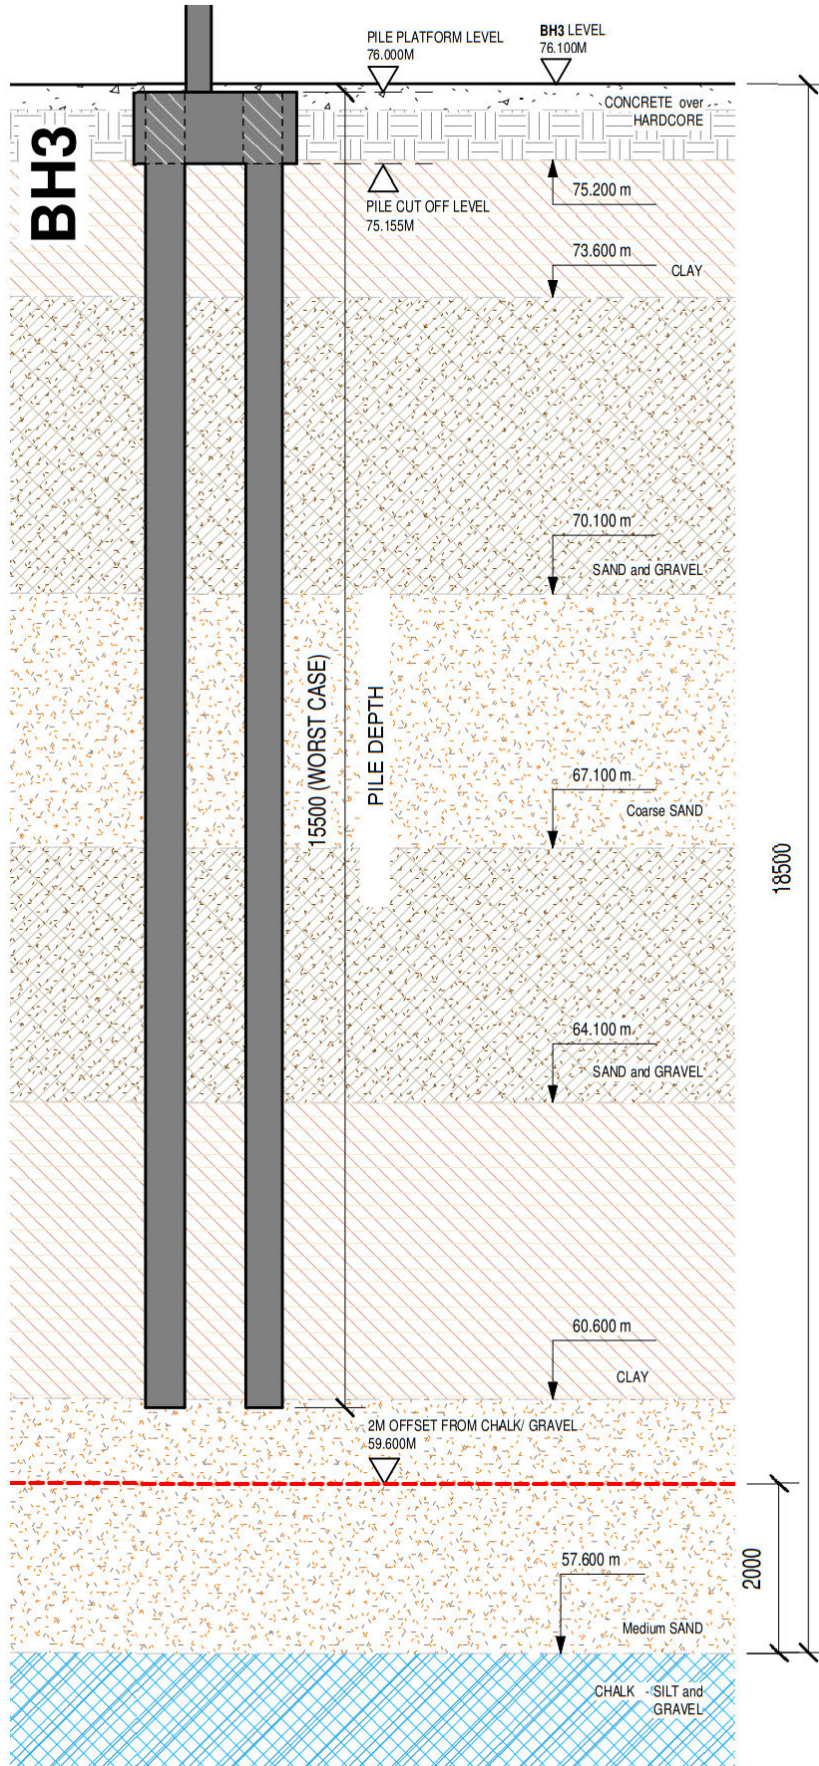 PILE PLATFORM LEVEL
76.000M
BH3 LEVEL
76.100M
CONCRETE over
HARDCORE
BH3
75.200 m
PILE CUT OFF LEVEL
75.155M
73.600 m
CLAY
70.100 m
SAND and GRAVEL
15500 (WORST CASE)
PILE DEPTH
67.100 m
Coarse SAND
18500
64.100 m
SAND and GRAVEL
60.600 m
CLAY
2M OFFSET FROM CHALK/ GRAVEL
59.600M
57.600 m
2000
Medium SAND
CHALK - SILT and
GRAVEL